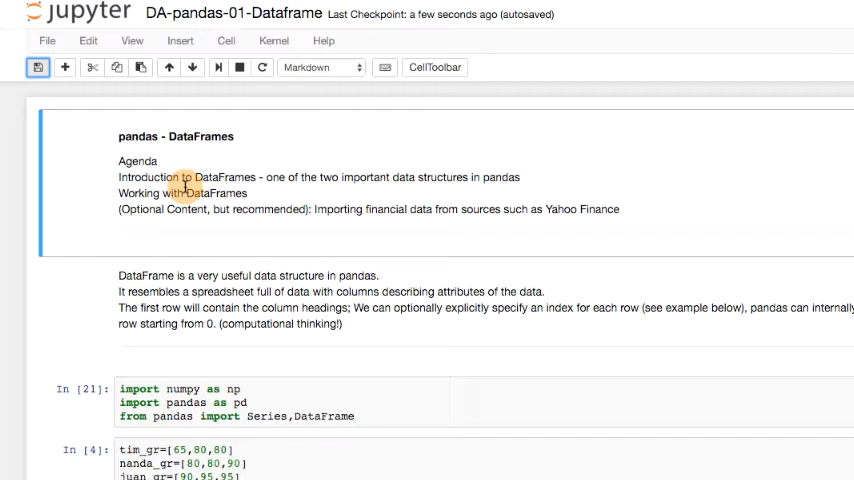 jupyter DA-pandas-01-Dataframe Last Checkpoint: a few seconds ago (autosaved)
File Edit View Insert Cell Kernel Help
Markdown CellToolbar
pandas - DataFrames
Agenda
Introduction to DataFrames - one of the two important data structures in pandas
Working with DataFrames
(Optional Content, but recommended): Importing financial data from sources such as Yahoo Finance
DataFrame is a very useful data structure in pandas.
It resembles a spreadsheet full of data with columns describing attributes of the data.
The first row will contain the column headings; We can optionally explicitly specify an index for each row (see example below), pandas can internally
row starting from 0. (computational thinking!)
In [21]: import numpy as np
import pandas as pd
from pandas import Series,DataFrame
In [4]: tim_gr=[65,80,80]
nanda_gr=[80,80,90]
juan_gr=[90,95,95]